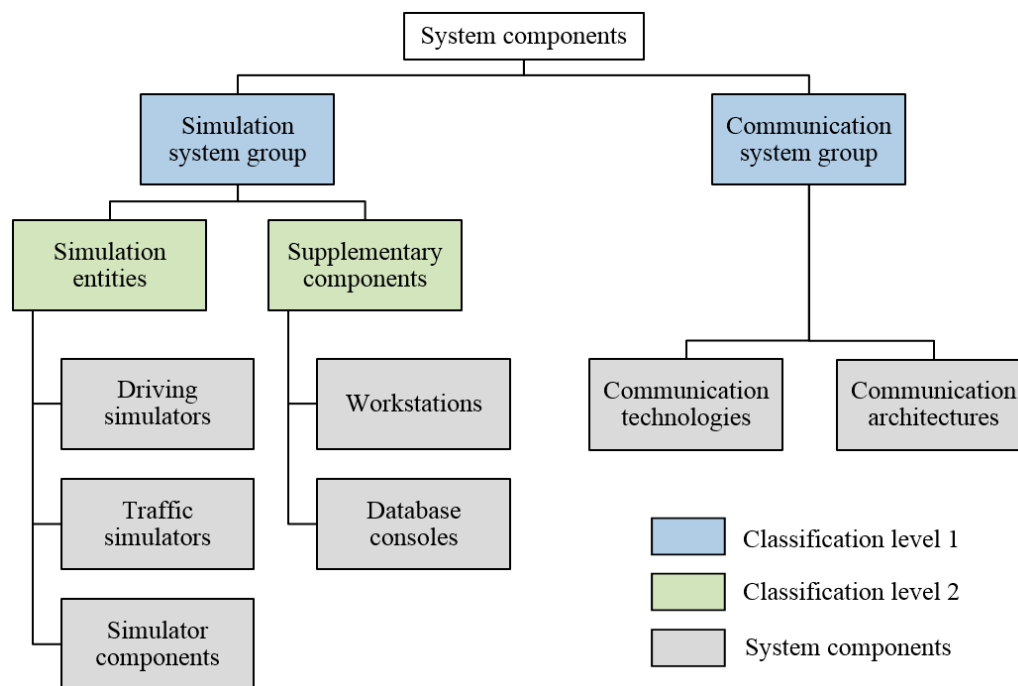 System components
Simulation
system group
Communication
system group
Simulation
entities
Supplementary
components
Driving
simulators
Workstations
Communication
technologies
Communication
architectures
Traffic
simulators
Database
consoles
Simulator
components
Classification level 1
Classification level 2
System components